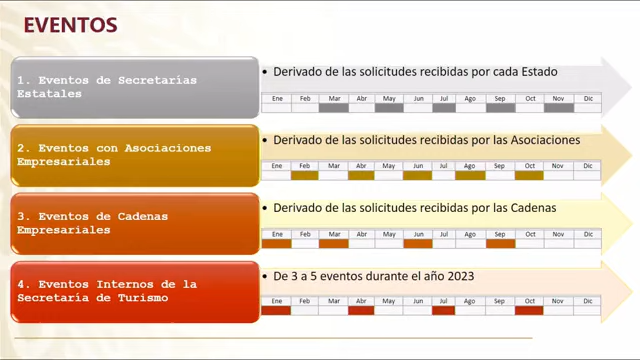 EVENTOS
1. Eventos de Secretarías
Estatales
• Derivado de las solicitudes recibidas por cada Estado
Ene Feb Mar Abr May Jun Jul Ago Sep Oct Nov Dic
2. Eventos con Asociaciones
Empresariales
• Derivado de las solicitudes recibidas por las Asociaciones
Ene Feb Mar Abr May Jun Jul Ago Sep Oct Nov Dic
3. Eventos de Cadenas
Empresariales
• Derivado de las solicitudes recibidas por las Cadenas
Ene Feb Mar Abr May Jun Jul Ago Sep Oct Nov Dic
4. Eventos Internos de la
Secretaría de Turismo
• De 3 a 5 eventos durante el año 2023
Ene Feb Mar Abr May Jun Jul Ago Sep Oct Nov Dic